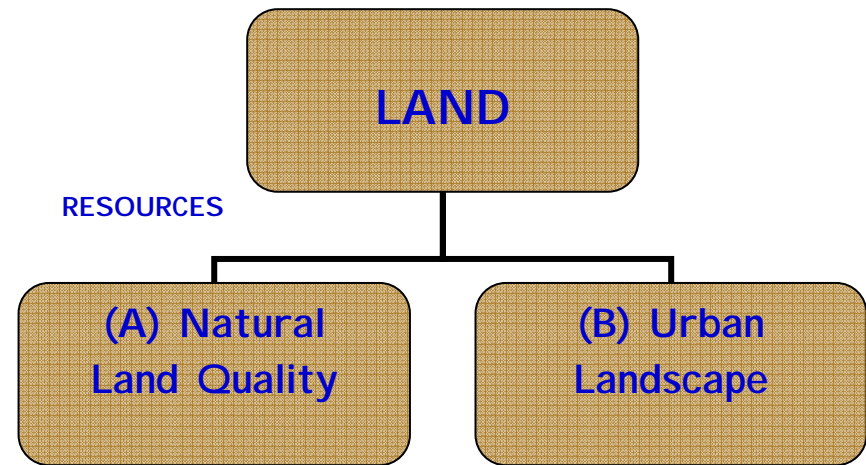 LAND
RESOURCES
(A) Natural
Land Quality
(B) Urban
Landscape